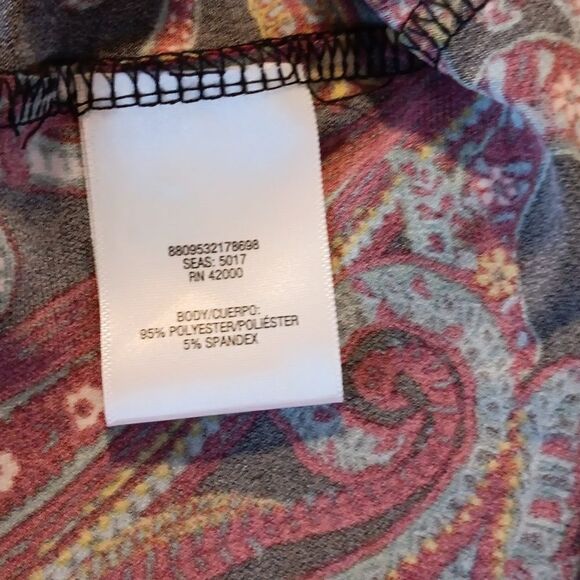 8809532178698
SEAS: 5017
RN 42000
BODY/CUERPO:
95% POLYESTER/POLIÉSTER
5% SPANDEX